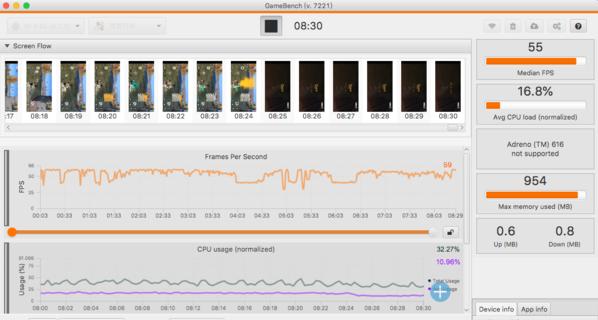 GameBench (v. 7221)
08:30
Screen Flow
:17 08:18 08:19 08:20 08:21 08:22 08:23 08:24 08:25 08:26 08:27 08:28 08:29 08:30
55
Median FPS
16.8%
Avg CPU load (normalized)
Adreno (TM) 616
not supported
954
Max memory used (MB)
0.6 0.8
Up (MB) Down (MB)
Frames Per Second
59
FPS
50
25
0
00:03 00:33 01:03 01:33 02:03 02:33 03:03 03:33 04:03 04:33 05:03 05:33 06:03 06:33 07:03 07:33 08:03 08:29
CPU usage (normalized)
32.27%
10.96%
Usage (%)
75
50
25
0
Total Usage
08:00 08:02 08:04 08:06 08:08 08:10 08:12 08:14 08:16 08:18 08:20 08:22 08:24 08:26 08:28 08:30
Device info App info